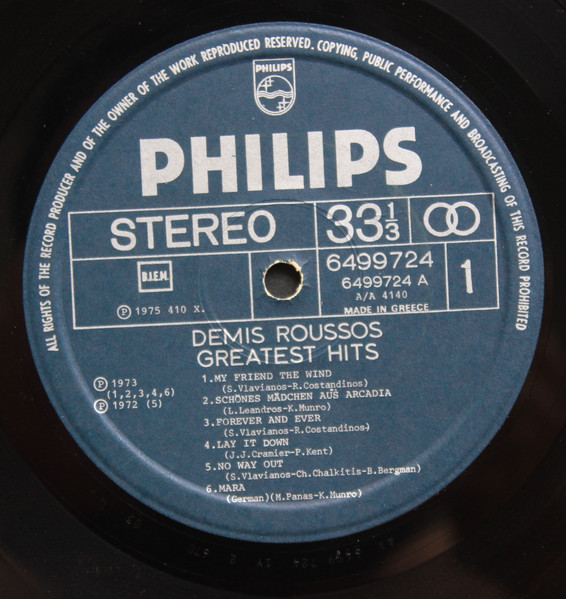 ALL RIGHTS OF THE RECORD PRODUCER AND OF THE OWNER OF THE WORK REPRODUCED RESERVED. COPYING, PUBLIC PERFORMANCE AND BROADCASTING OF THIS RECORD PROHIBITED
PHILIPS
PHILIPS
STEREO
33 1/3
B.I.E.M.
6499724
6499724 A
1
℗ 1975 410 X.
A/A 4140
MADE IN GREECE
DEMIS ROUSSOS
GREATEST HITS
℗ 1973
(1,2,3,4,6)
℗ 1972 (5)
1.MY FRIEND THE WIND
(S.Vlavianos-R.Costandinos)
2.SCHÖNES MÄDCHEN AUS ARCADIA
(L.Leandros-K.Munro)
3.FOREVER AND EVER
(S.Vlavianos-R.Costandinos)
4.LAY IT DOWN
(J.J.Cramier-P.Kent)
5.NO WAY OUT
(S.Vlavianos-Ch.Chalkitis-B.Bergman)
6.MARA
(German)(M.Panas-K.Munro)